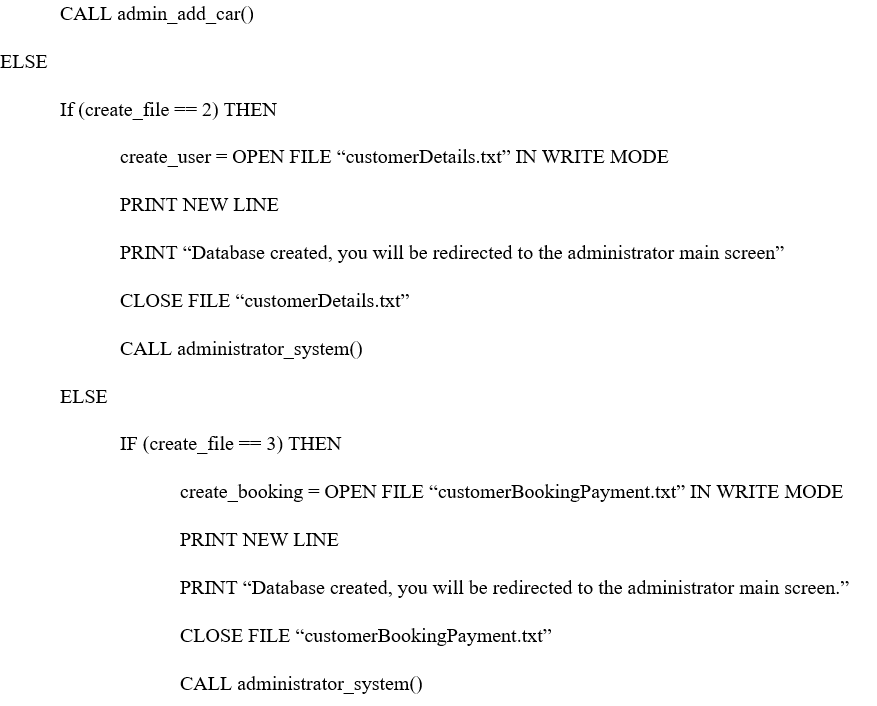 CALL admin_add_car()
ELSE
If (create_file == 2) THEN
create_user = OPEN FILE “customerDetails.txt” IN WRITE MODE
PRINT NEW LINE
PRINT “Database created, you will be redirected to the administrator main screen”
CLOSE FILE “customerDetails.txt”
CALL administrator_system()
ELSE
IF (create_file == 3) THEN
create_booking = OPEN FILE “customerBookingPayment.txt” IN WRITE MODE
PRINT NEW LINE
PRINT “Database created, you will be redirected to the administrator main screen.”
CLOSE FILE “customerBookingPayment.txt”
CALL administrator_system()